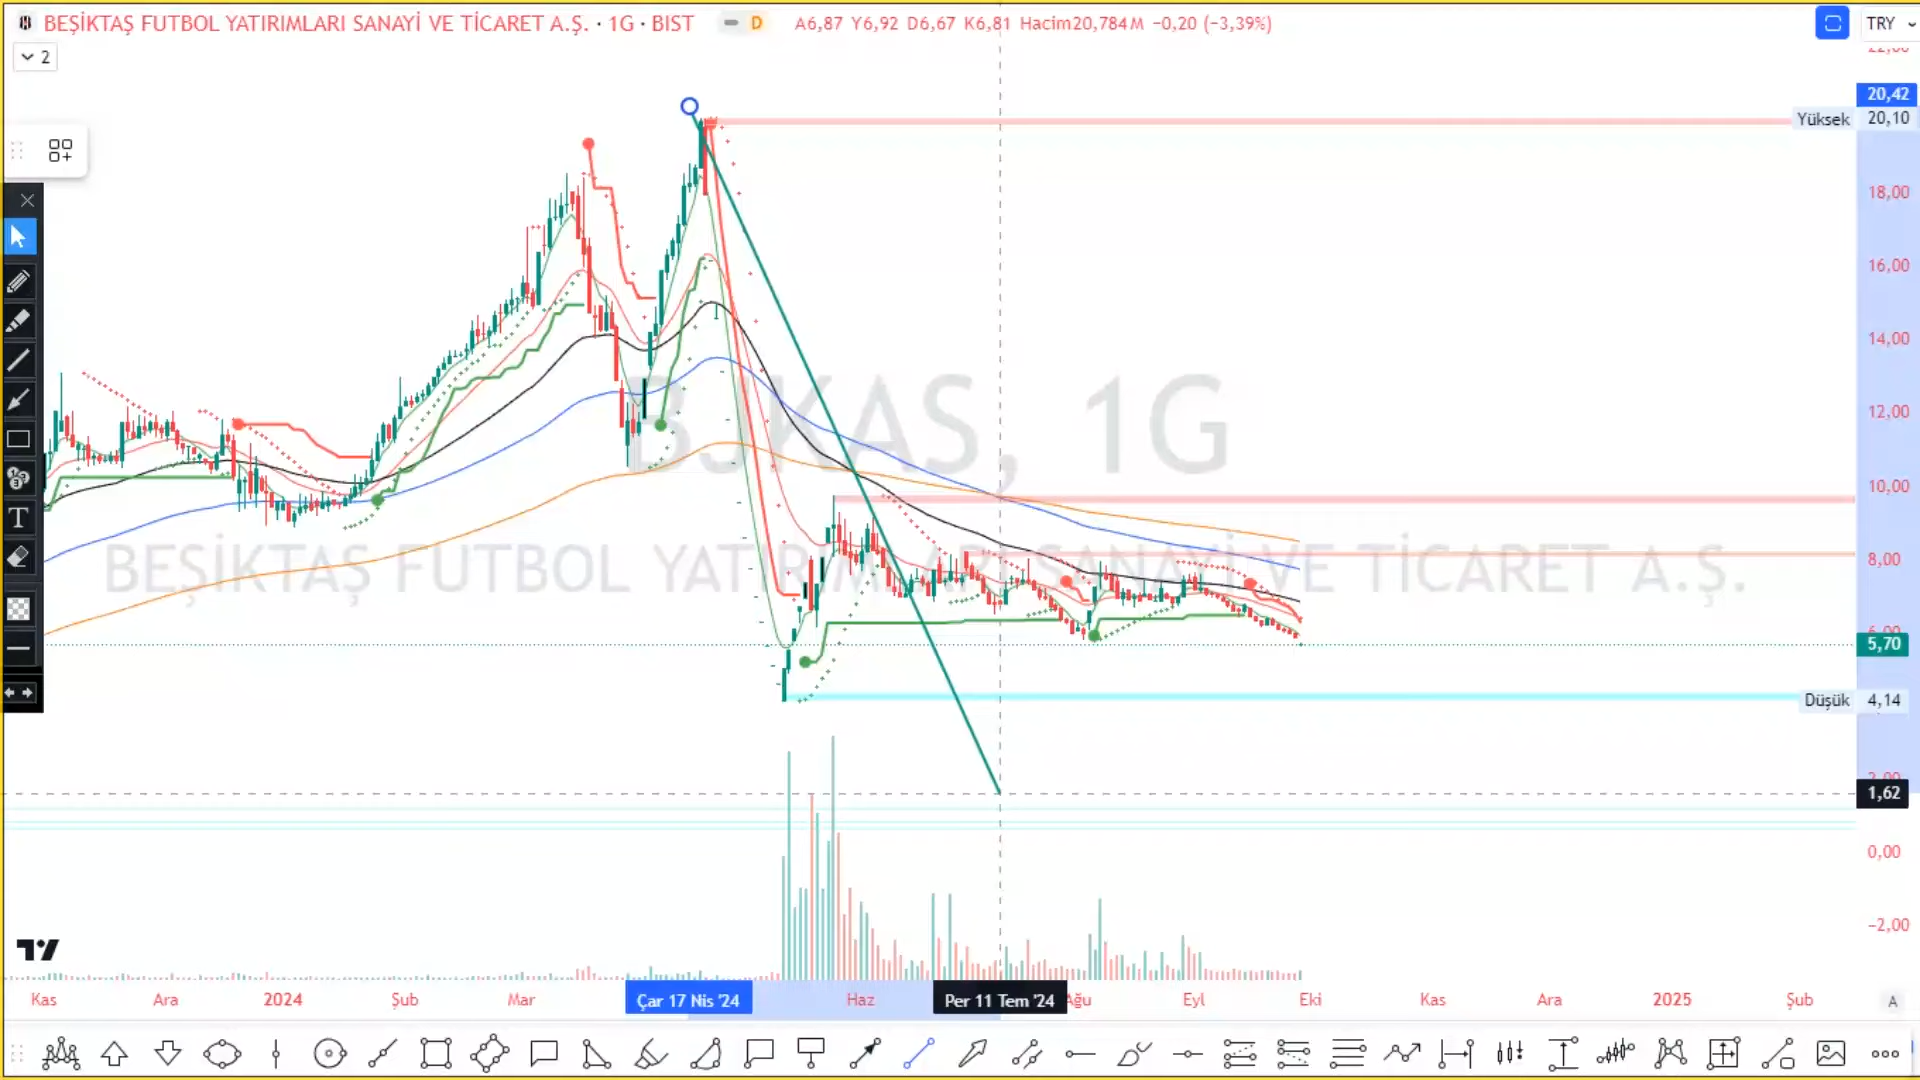 BEŞİKTAŞ FUTBOL YATIRIMLARI SANAYİ VE TİCARET A.Ş. · 1G · BIST D A6,87 Y6,92 D6,67 K6,81 Hacim20,784M −0,20 (−3,39%)
TRY
2
20,42
Yüksek 20,10
18,00
16,00
14,00
12,00
10,00
8,00
5,70
Düşük 4,14
1,62
0,00
−2,00
BJKAS, 1G
BEŞİKTAŞ FUTBOL YATIRIMLARI SANAYİ VE TİCARET A.Ş.
T
Kas Ara 2024 Şub Mar Çar 17 Nis '24 Haz Per 11 Tem '24 Ağu Eyl Eki Kas Ara 2025 Şub A